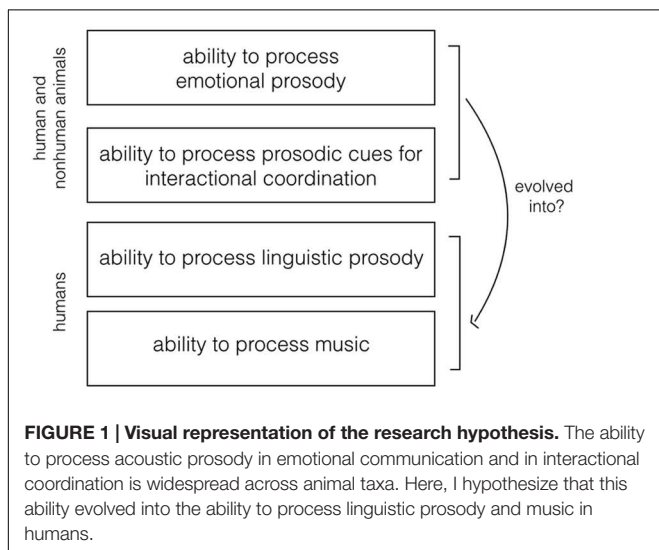 human and
nonhuman animals
ability to process
emotional prosody
ability to process prosodic cues for
interactional coordination
evolved
into?
humans
ability to process linguistic prosody
ability to process music
FIGURE 1 | Visual representation of the research hypothesis. The ability
to process acoustic prosody in emotional communication and in interactional
coordination is widespread across animal taxa. Here, I hypothesize that this
ability evolved into the ability to process linguistic prosody and music in
humans.